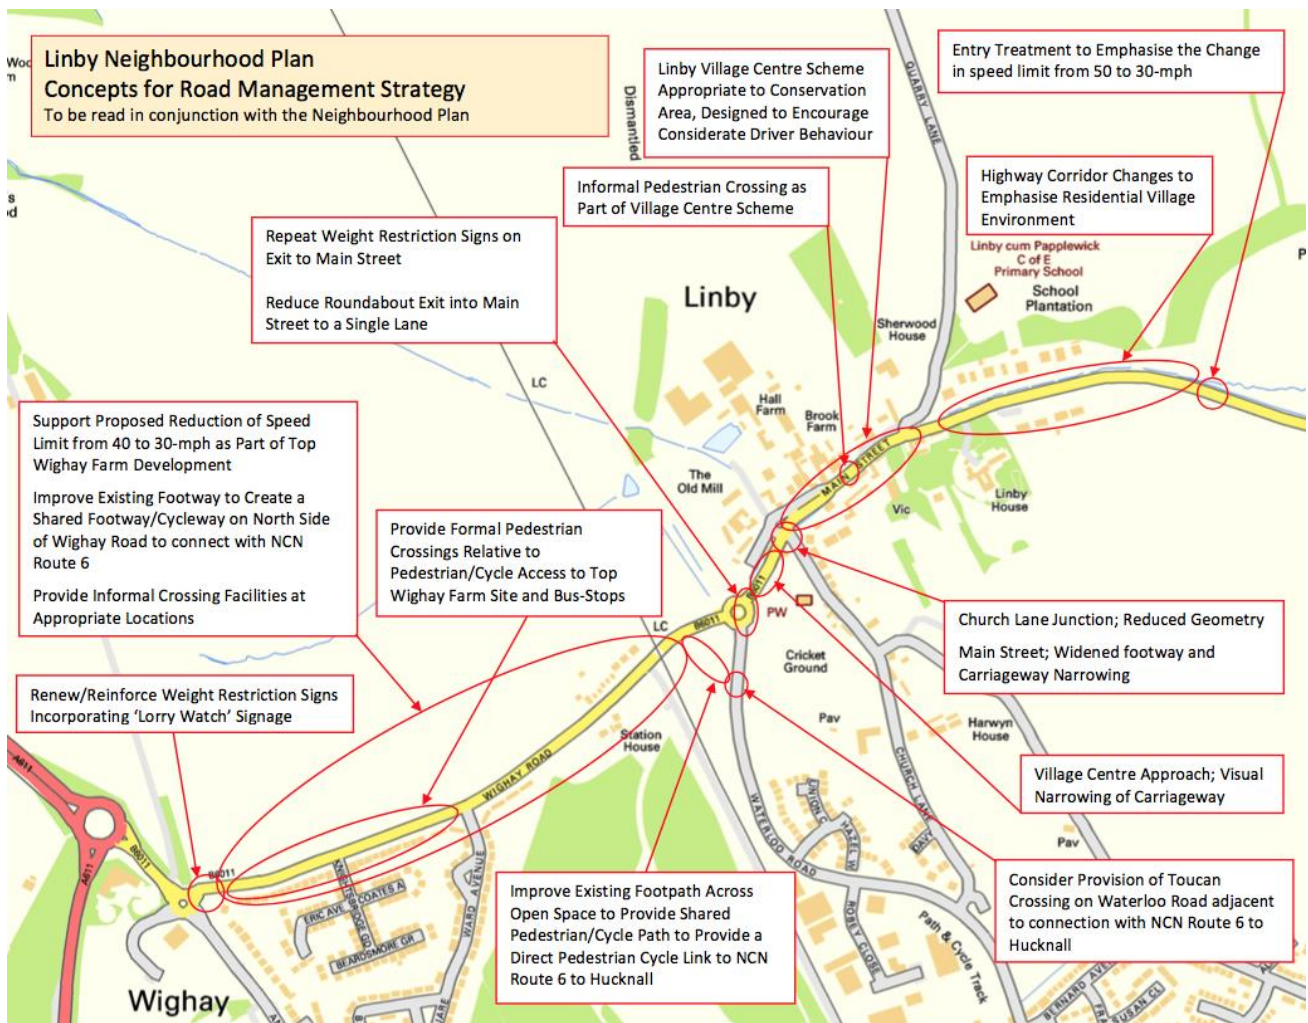 Linby Neighbourhood Plan
Concepts for Road Management Strategy
To be read in conjunction with the Neighbourhood Plan
Linby Village Centre Scheme
Appropriate to Conservation
Area, Designed to Encourage
Considerate Driver Behaviour
Entry Treatment to Emphasise the Change
in speed limit from 50 to 30-mph
Informal Pedestrian Crossing as
Part of Village Centre Scheme
Highway Corridor Changes to
Emphasise Residential Village
Environment
Repeat Weight Restriction Signs on
Exit to Main Street
Reduce Roundabout Exit into Main
Street to a Single Lane
Support Proposed Reduction of Speed
Limit from 40 to 30-mph as Part of Top
Wighay Farm Development
Improve Existing Footway to Create a
Shared Footway/Cycleway on North Side
of Wighay Road to connect with NCN
Route 6
Provide Informal Crossing Facilities at
Appropriate Locations
Provide Formal Pedestrian
Crossings Relative to
Pedestrian/Cycle Access to Top
Wighay Farm Site and Bus-Stops
Renew/Reinforce Weight Restriction Signs
Incorporating 'Lorry Watch' Signage
Church Lane Junction; Reduced Geometry
Main Street; Widened footway and
Carriageway Narrowing
Village Centre Approach; Visual
Narrowing of Carriageway
Improve Existing Footpath Across
Open Space to Provide Shared
Pedestrian/Cycle Path to Provide a
Direct Pedestrian Cycle Link to NCN
Route 6 to Hucknall
Consider Provision of Toucan
Crossing on Waterloo Road adjacent
to connection with NCN Route 6 to
Hucknall
Dismantled
QUARRY LANE
Linby cum Papplewick
C of E
Primary School
School
Plantation
Linby
Sherwood
House
LC
Hall
Farm
Brook
Farm
MAIN STREET
The
Old Mill
Vic
Linby
House
B6011
PW
LC
B6011
Cricket
Ground
Pav
Harwyn
House
Station
House
WIGHAY ROAD
CHURCH LANE
Pav
A611
A611
B6011
B6011
WATERLOO ROAD
UNION C
HAZEL W
KNIGHTSBRIDGE GD
COATES A
ERIC AVE
BEARDSMORE GR
WARD AVENUE
ROBEY CLOSE
Path & Cycle Track
BERNARD AVE
SUSAN CL
Wighay